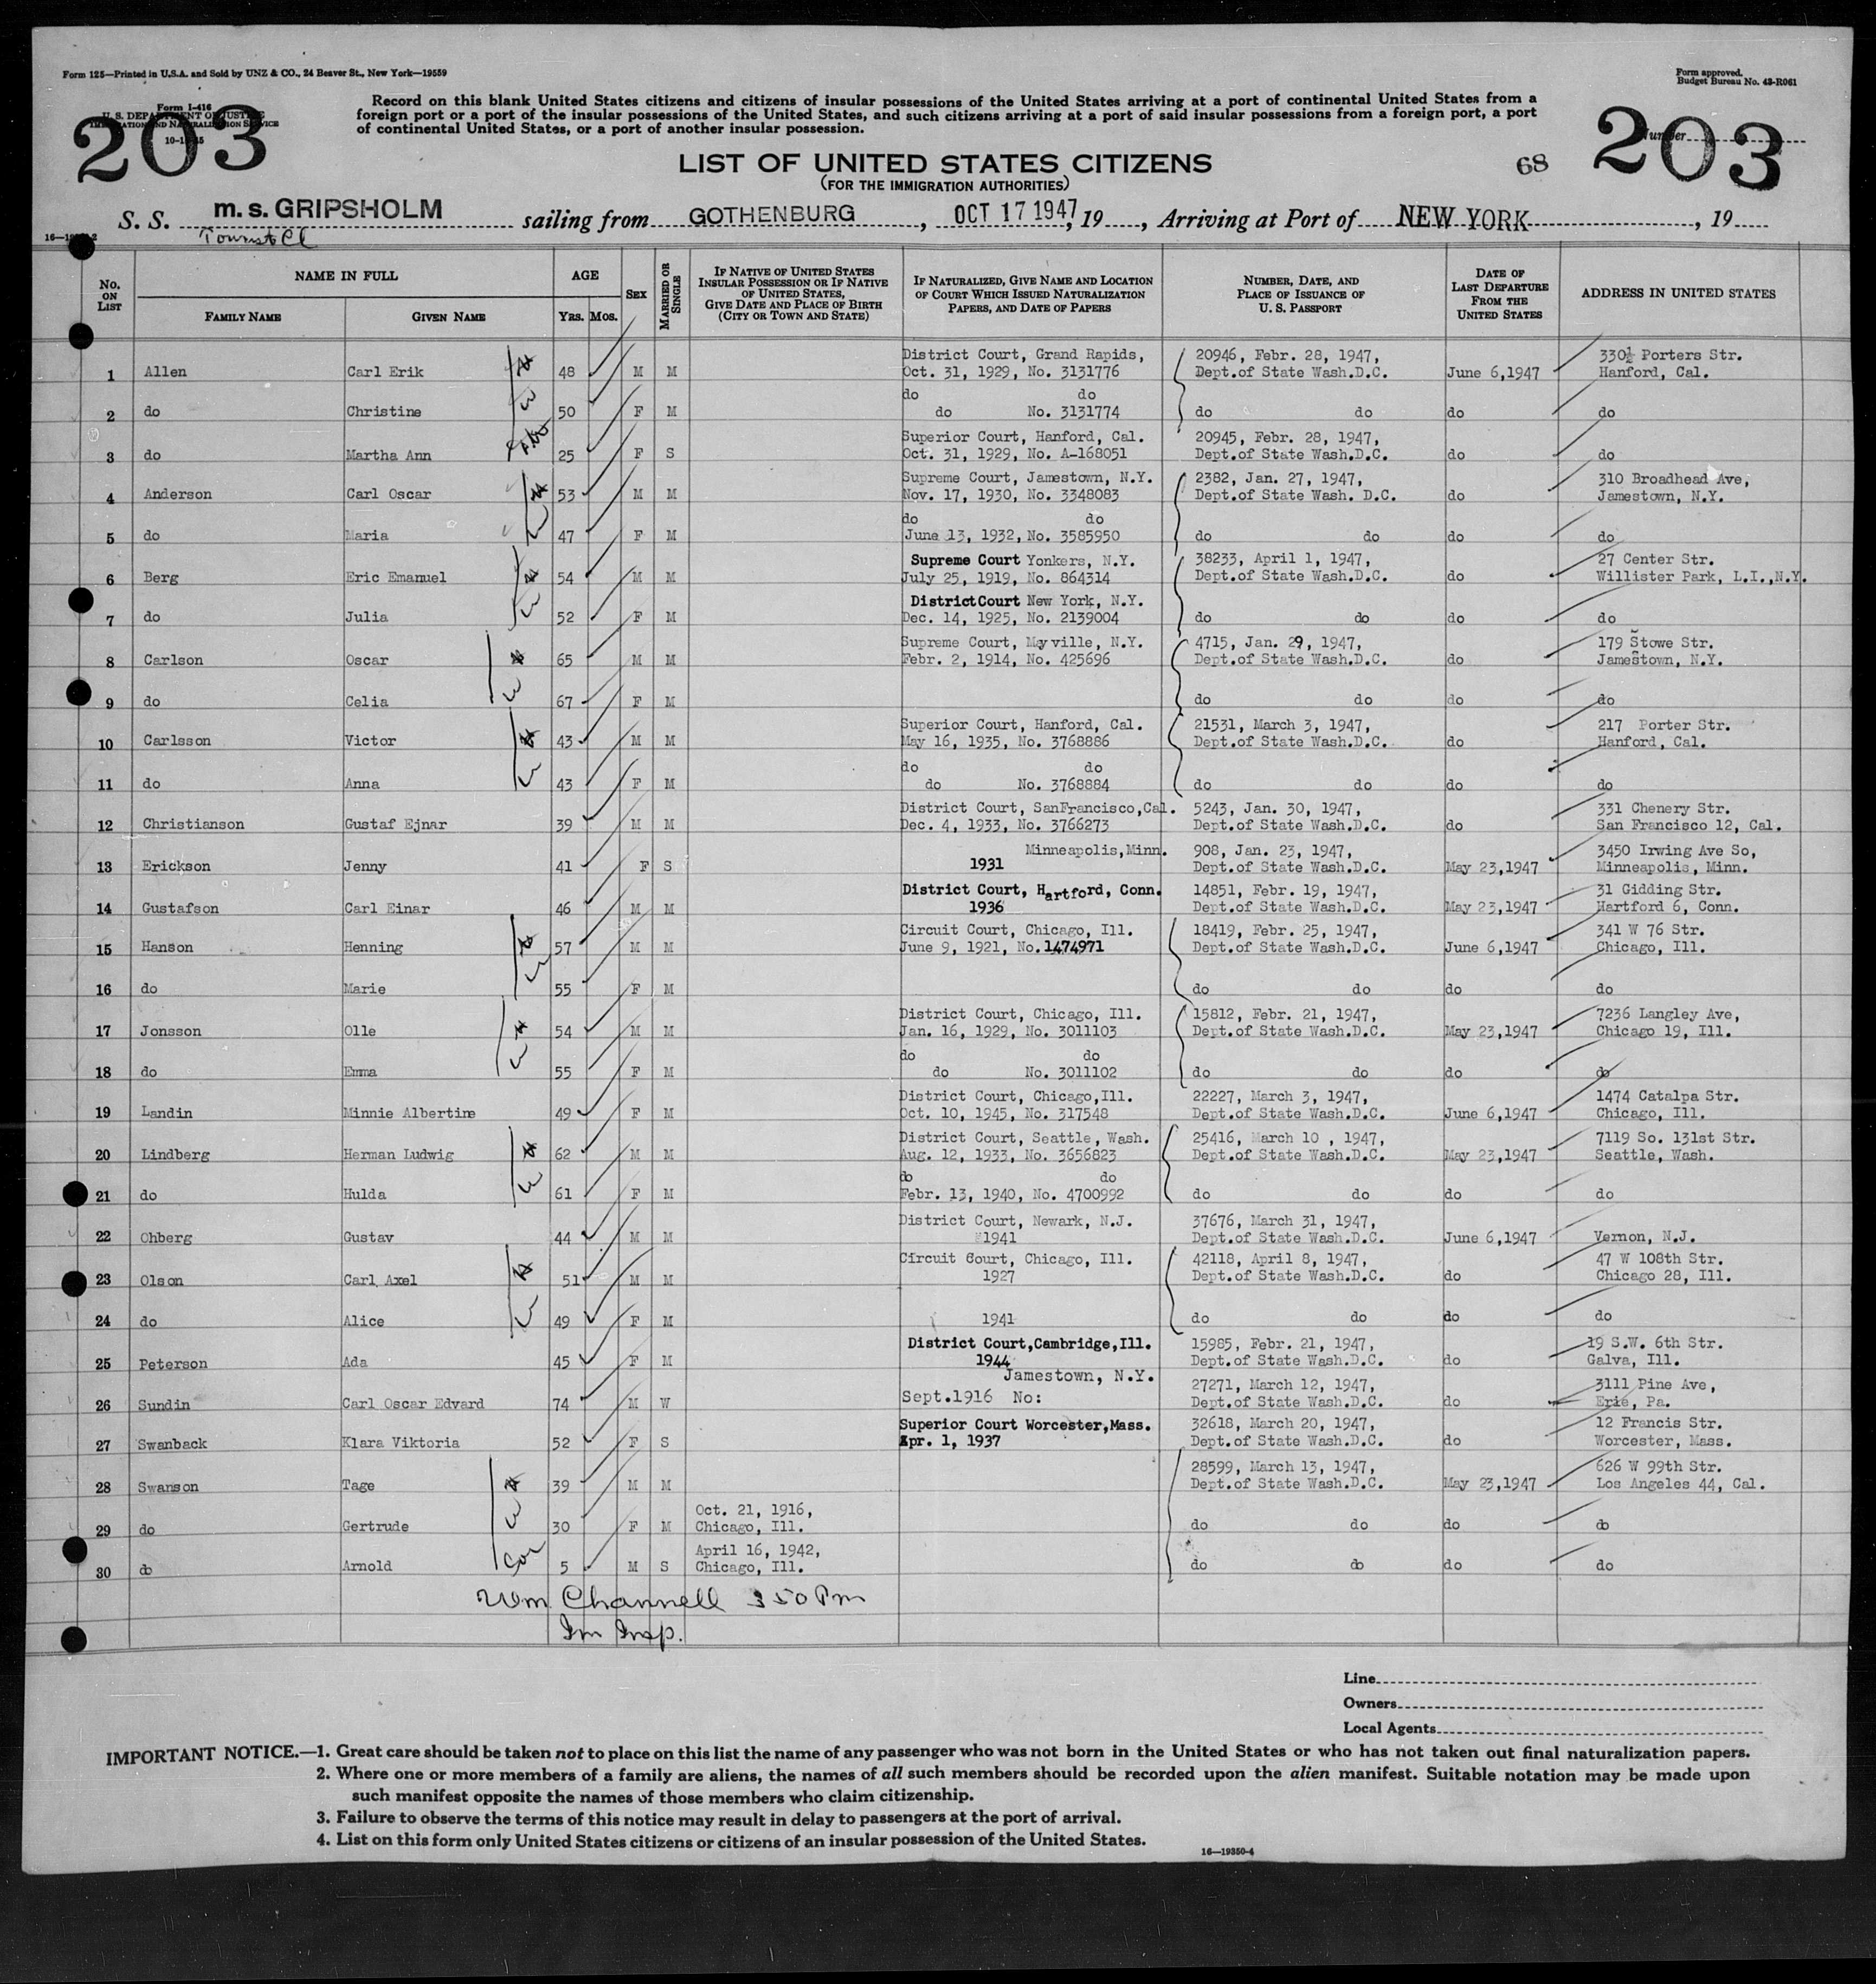 Form 125—Printed in U.S.A. and Sold by UNZ & CO., 24 Beaver St., New York—19559
Form approved.
Budget Bureau No. 43-R061
Form I-416
U. S. DEPARTMENT OF JUSTICE
IMMIGRATION AND NATURALIZATION SERVICE
203
Record on this blank United States citizens and citizens of insular possessions of the United States arriving at a port of continental United States from a
foreign port or a port of the insular possessions of the United States, and such citizens arriving at a port of said insular possessions from a foreign port, a port
of continental United States, or a port of another insular possession.
Number
203
LIST OF UNITED STATES CITIZENS
68
(FOR THE IMMIGRATION AUTHORITIES)
S. S. m. s. GRIPSHOLM sailing from GOTHENBURG, OCT 17 1947, 19 , Arriving at Port of NEW YORK , 19
Tourist Cl
No. ON LIST NAME IN FULL AGE SEX MARRIED OR SINGLE IF NATIVE OF UNITED STATES INSULAR POSSESSION OR IF NATIVE OF UNITED STATES, GIVE DATE AND PLACE OF BIRTH (CITY OR TOWN AND STATE) IF NATURALIZED, GIVE NAME AND LOCATION OF COURT WHICH ISSUED NATURALIZATION PAPERS, AND DATE OF PAPERS NUMBER, DATE, AND PLACE OF ISSUANCE OF U. S. PASSPORT DATE OF LAST DEPARTURE FROM THE UNITED STATES ADDRESS IN UNITED STATES
FAMILY NAME GIVEN NAME YRS. MOS.
District Court, Grand Rapids, 20946, Febr. 28, 1947, 330½ Porters Str.
1 Allen Carl Erik 48 M M Oct. 31, 1929, No. 3131776 Dept.of State Wash.D.C. June 6,1947 Hanford, Cal.
do do
2 do Christine 50 F M do No. 3131774 do do do do
Superior Court, Hanford, Cal. 20945, Febr. 28, 1947,
3 do Martha Ann 25 F S Oct. 31, 1929, No. A-168051 Dept.of State Wash.D.C. do do
Supreme Court, Jamestown, N.Y. 2382, Jan. 27, 1947, 310 Broadhead Ave,
4 Anderson Carl Oscar 53 M M Nov. 17, 1930, No. 3348083 Dept.of State Wash. D.C. do Jamestown, N.Y.
do do
5 do Maria 47 F M June 13, 1932, No. 3585950 do do do do
Supreme Court Yonkers, N.Y. 38233, April 1, 1947, 27 Center Str.
6 Berg Eric Emanuel 54 M M July 25, 1919, No. 864314 Dept.of State Wash.D.C. do Willister Park, L.I.,N.Y.
DistrictCourt New York, N.Y.
7 do Julia 52 F M Dec. 14, 1925, No. 2139004 do do do do
Supreme Court, Mayville, N.Y. 4715, Jan. 29, 1947, 179 Stowe Str.
8 Carlson Oscar 65 M M Febr. 2, 1914, No. 425696 Dept.of State Wash.D.C. do Jamestown, N.Y.
9 do Celia 67 F M do do do do
Superior Court, Hanford, Cal. 21531, March 3, 1947, 217 Porter Str.
10 Carlsson Victor 43 M M May 16, 1935, No. 3768886 Dept.of State Wash.D.C. do Hanford, Cal.
do do
11 do Anna 43 F M do No. 3768884 do do do do
District Court, SanFrancisco,Cal. 5243, Jan. 30, 1947, 331 Chenery Str.
12 Christianson Gustaf Ejnar 39 M M Dec. 4, 1933, No. 3766273 Dept.of State Wash.D.C. do San Francisco 12, Cal.
Minneapolis,Minn. 908, Jan. 23, 1947, 3450 Irwing Ave So,
13 Erickson Jenny 41 F S 1931 Dept.of State Wash.D.C. May 23,1947 Minneapolis, Minn.
District Court, Hartford, Conn. 14851, Febr. 19, 1947, 31 Gidding Str.
14 Gustafson Carl Einar 46 M M 1936 Dept.of State Wash.D.C. May 23,1947 Hartford 6, Conn.
Circuit Court, Chicago, Ill. 18419, Febr. 25, 1947, 341 W 76 Str.
15 Hanson Henning 57 M M June 9, 1921, No. 1474971 Dept.of State Wash.D.C. June 6,1947 Chicago, Ill.
16 do Marie 55 F M do do do do
District Court, Chicago, Ill. 15812, Febr. 21, 1947, 7236 Langley Ave,
17 Jonsson Olle 54 M M Jan. 16, 1929, No. 3011103 Dept.of State Wash.D.C. May 23,1947 Chicago 19, Ill.
do do
18 do Emma 55 F M do No. 3011102 do do do do
District Court, Chicago,Ill. 22227, March 3, 1947, 1474 Catalpa Str.
19 Landin Minnie Albertine 49 F M Oct. 10, 1945, No. 317548 Dept.of State Wash.D.C. June 6,1947 Chicago, Ill.
District Court, Seattle, Wash. 25416, March 10 , 1947, 7119 So. 131st Str.
20 Lindberg Herman Ludwig 62 M M Aug. 12, 1933, No. 3656823 Dept.of State Wash.D.C. May 23,1947 Seattle, Wash.
do do
21 do Hulda 61 F M Febr. 13, 1940, No. 4700992 do do do do
District Court, Newark, N.J. 37676, March 31, 1947,
22 Ohberg Gustav 44 M M 1941 Dept.of State Wash.D.C. June 6,1947 Vernon, N.J.
Circuit Court, Chicago, Ill. 42118, April 8, 1947, 47 W 108th Str.
23 Olson Carl Axel 51 M M 1927 Dept.of State Wash.D.C. do Chicago 28, Ill.
24 do Alice 49 F M 1941 do do do do
District Court,Cambridge,Ill. 15985, Febr. 21, 1947, 19 S.W. 6th Str.
25 Peterson Ada 45 F M 1944 Dept.of State Wash.D.C. do Galva, Ill.
Jamestown, N.Y. 27271, March 12, 1947, 3111 Pine Ave,
26 Sundin Carl Oscar Edvard 74 M W Sept.1916 No: Dept.of State Wash.D.C. do Erie, Pa.
Superior Court Worcester,Mass. 32618, March 20, 1947, 12 Francis Str.
27 Swanback Klara Viktoria 52 F S Apr. 1, 1937 Dept.of State Wash.D.C. do Worcester, Mass.
28599, March 13, 1947, 626 W 99th Str.
28 Swanson Tage 39 M M Dept.of State Wash.D.C. May 23,1947 Los Angeles 44, Cal.
Oct. 21, 1916,
29 do Gertrude 30 F M Chicago, Ill. do do do do
April 16, 1942,
30 do Arnold 5 M S Chicago, Ill. do do do do
Son
Wm Channell 350 Pm
Im Insp.
Line
Owners
Local Agents
IMPORTANT NOTICE.—1. Great care should be taken not to place on this list the name of any passenger who was not born in the United States or who has not taken out final naturalization papers.
2. Where one or more members of a family are aliens, the names of all such members should be recorded upon the alien manifest. Suitable notation may be made upon
such manifest opposite the names of those members who claim citizenship.
3. Failure to observe the terms of this notice may result in delay to passengers at the port of arrival.
4. List on this form only United States citizens or citizens of an insular possession of the United States.
16—19350-4